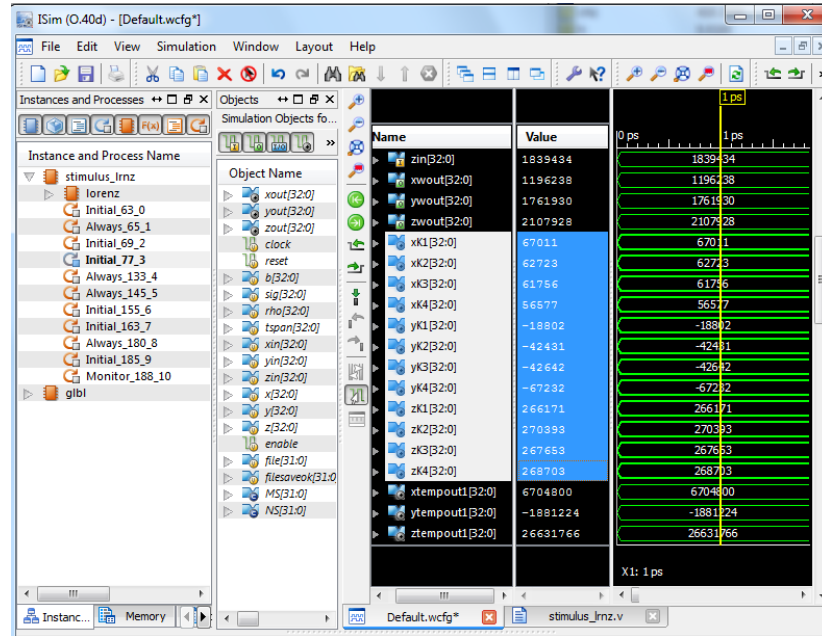 ISim (O.40d) - [Default.wcfg*]
File Edit View Simulation Window Layout Help
Instances and Processes
Instance and Process Name
stimulus_lrnz
lorenz
Initial_63_0
Always_65_1
Initial_69_2
Initial_77_3
Always_133_4
Always_145_5
Initial_155_6
Initial_163_7
Always_180_8
Initial_185_9
Monitor_188_10
glbl
Instanc...
Memory
Objects
Simulation Objects fo...
Object Name
xout[32:0]
yout[32:0]
zout[32:0]
clock
reset
b[32:0]
sig[32:0]
rho[32:0]
tspan[32:0]
xin[32:0]
yin[32:0]
zin[32:0]
x[32:0]
y[32:0]
z[32:0]
enable
file[31:0]
filesaveok[31:0
MS[31:0]
NS[31:0]
1 ps
Name Value 0 ps 1 ps
zin[32:0] 1839434 1839434
xwout[32:0] 1196238 1196238
ywout[32:0] 1761930 1761930
zwout[32:0] 2107928 2107928
xK1[32:0] 67011 67011
xK2[32:0] 62723 62723
xK3[32:0] 61756 61756
xK4[32:0] 56577 56577
yK1[32:0] -18802 -18802
yK2[32:0] -42431 -42431
yK3[32:0] -42642 -42642
yK4[32:0] -67232 -67232
zK1[32:0] 266171 266171
zK2[32:0] 270393 270393
zK3[32:0] 267653 267653
zK4[32:0] 268703 268703
xtempout1[32:0] 6704800 6704800
ytempout1[32:0] -1881224 -1881224
ztempout1[32:0] 26631766 26631766
X1: 1 ps
Default.wcfg*
stimulus_lrnz.v